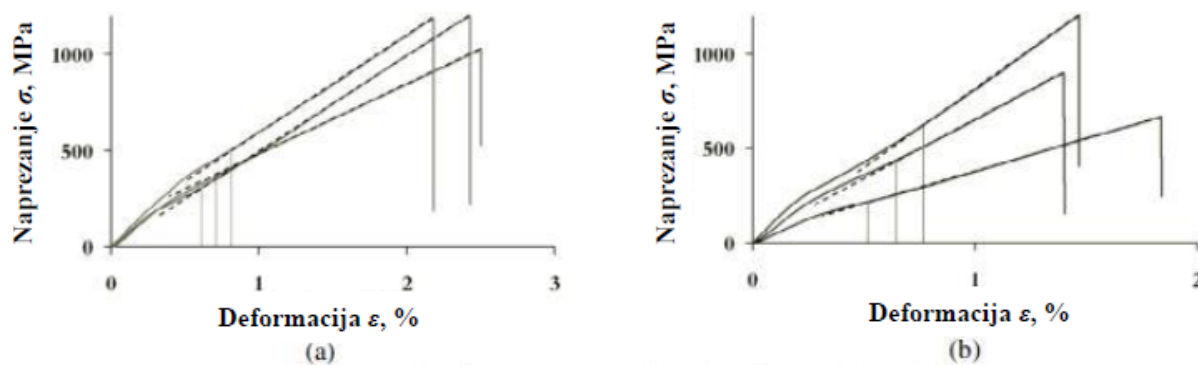 Naprezanje σ, MPa
1000
500
0
0 1 2 3
Deformacija ε, %
(a)
Naprezanje σ, MPa
1000
500
0
0 1 2
Deformacija ε, %
(b)